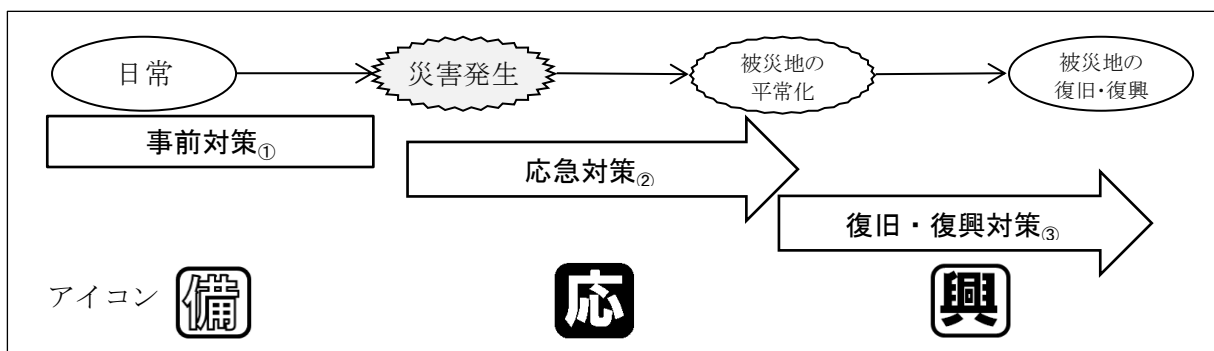 日常
災害発生
被災地の
平常化
被災地の
復旧・復興
事前対策①
応急対策②
復旧・復興対策③
アイコン 備 応 興